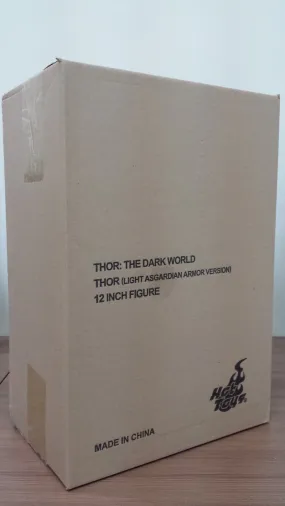 THOR: THE DARK WORLD
THOR (LIGHT ASGARDIAN ARMOR VERSION)
12 INCH FIGURE
Hot
Toys
MADE IN CHINA